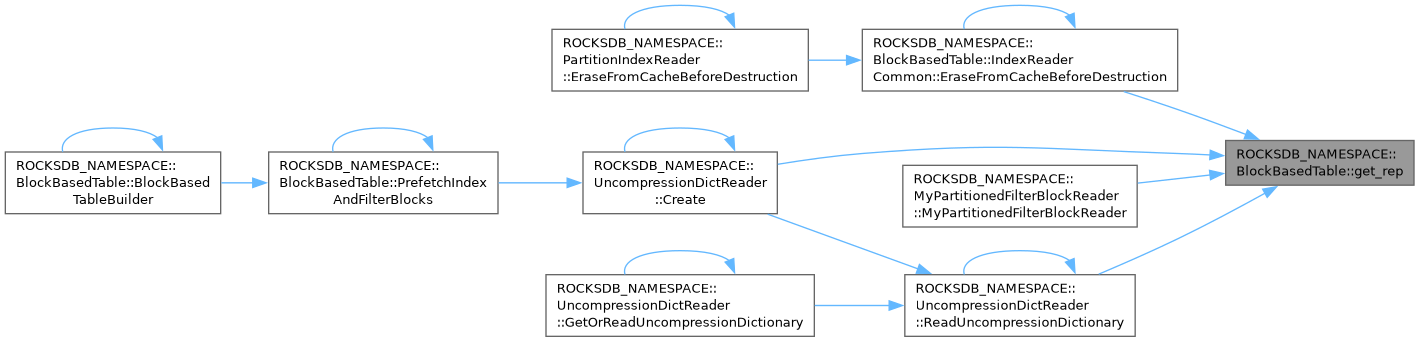 ROCKSDB_NAMESPACE::
PartitionIndexReader
::EraseFromCacheBeforeDestruction
ROCKSDB_NAMESPACE::
BlockBasedTable::IndexReader
Common::EraseFromCacheBeforeDestruction
ROCKSDB_NAMESPACE::
BlockBasedTable::BlockBased
TableBuilder
ROCKSDB_NAMESPACE::
BlockBasedTable::PrefetchIndex
AndFilterBlocks
ROCKSDB_NAMESPACE::
UncompressionDictReader
::Create
ROCKSDB_NAMESPACE::
MyPartitionedFilterBlockReader
::MyPartitionedFilterBlockReader
ROCKSDB_NAMESPACE::
BlockBasedTable::get_rep
ROCKSDB_NAMESPACE::
UncompressionDictReader
::GetOrReadUncompressionDictionary
ROCKSDB_NAMESPACE::
UncompressionDictReader
::ReadUncompressionDictionary